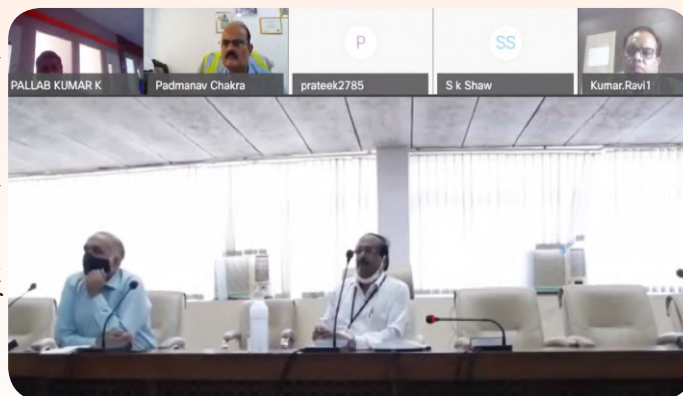 P
SS
PALLAB KUMAR K
Padmanav Chakra
prateek2785
S k Shaw
Kumar.Ravi1